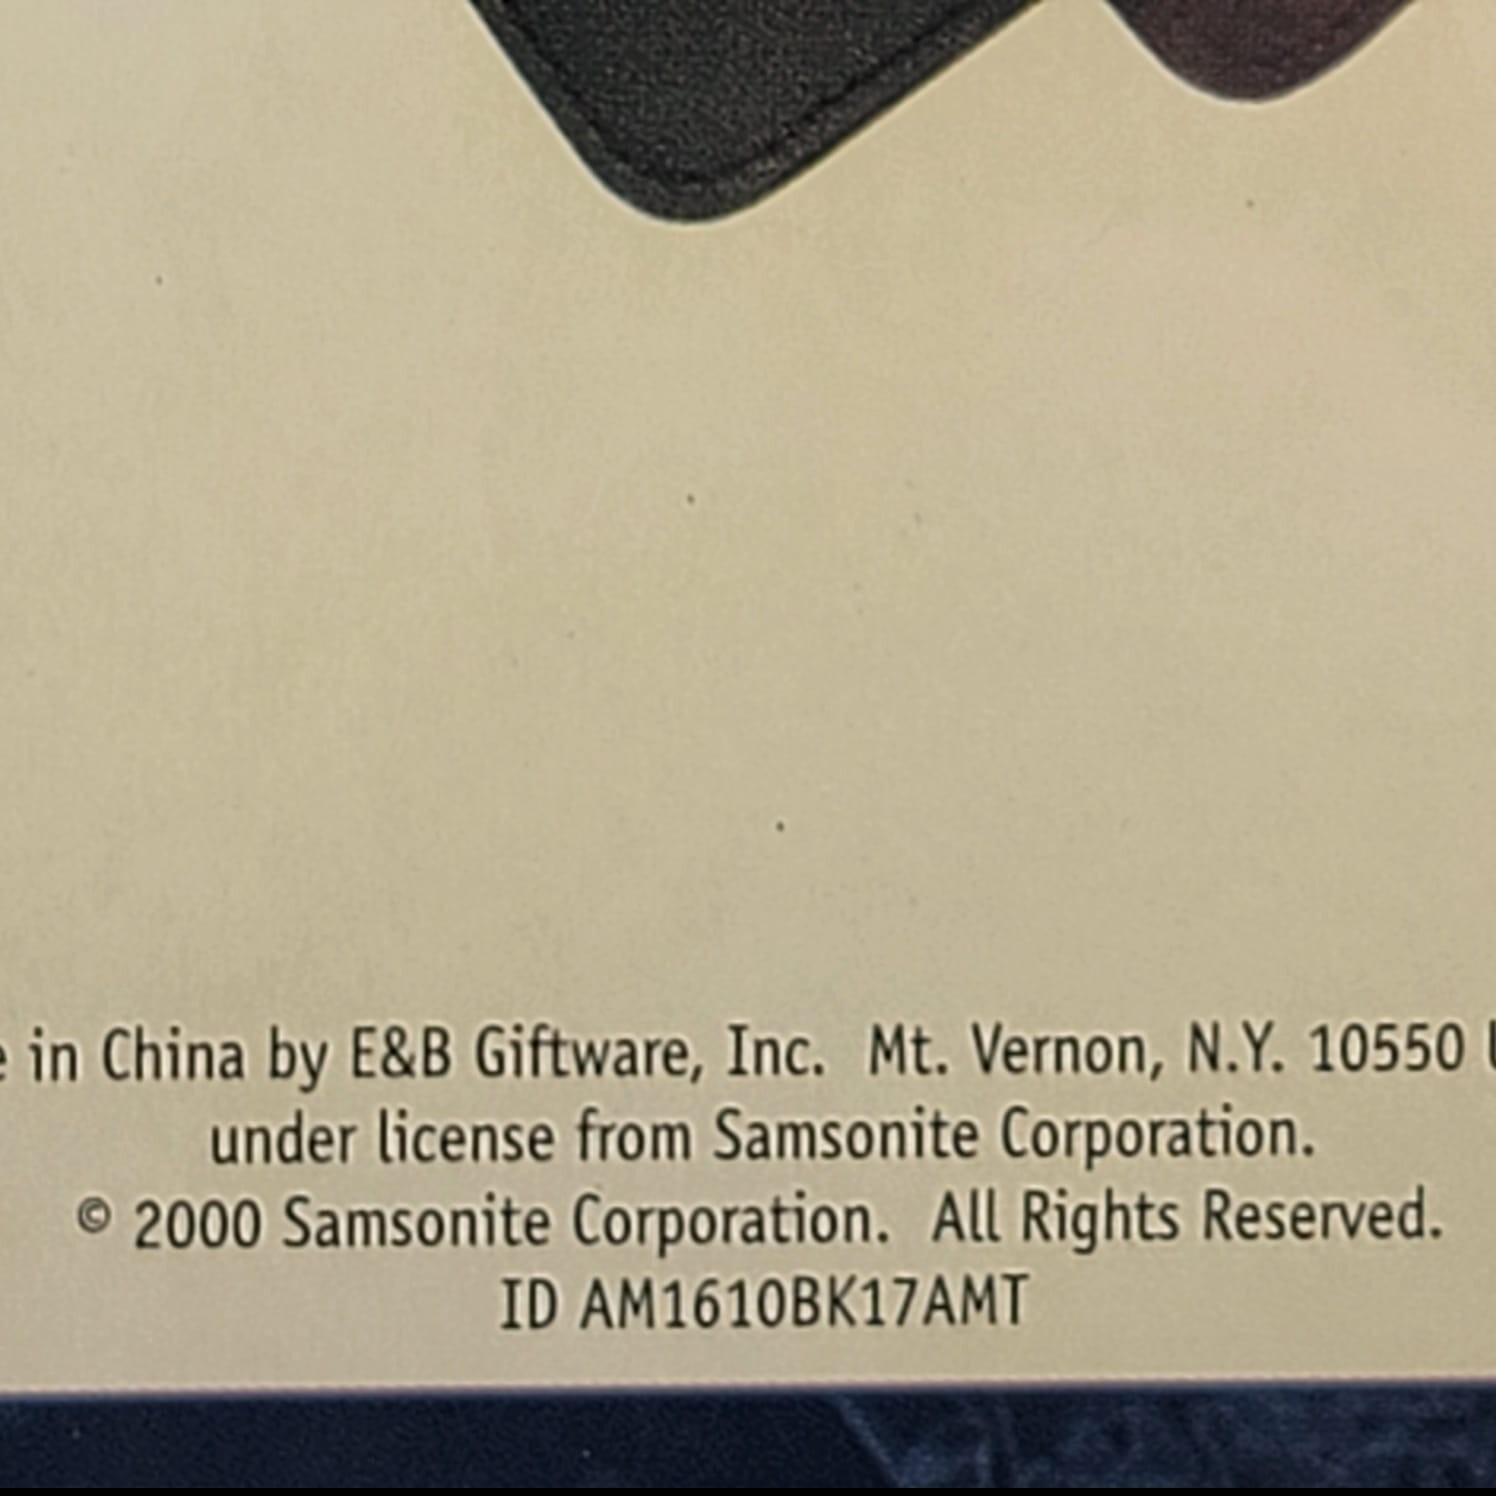 in China by E&B Giftware, Inc. Mt. Vernon, N.Y. 10550
under license from Samsonite Corporation.
© 2000 Samsonite Corporation. All Rights Reserved.
ID AM1610BK17AMT